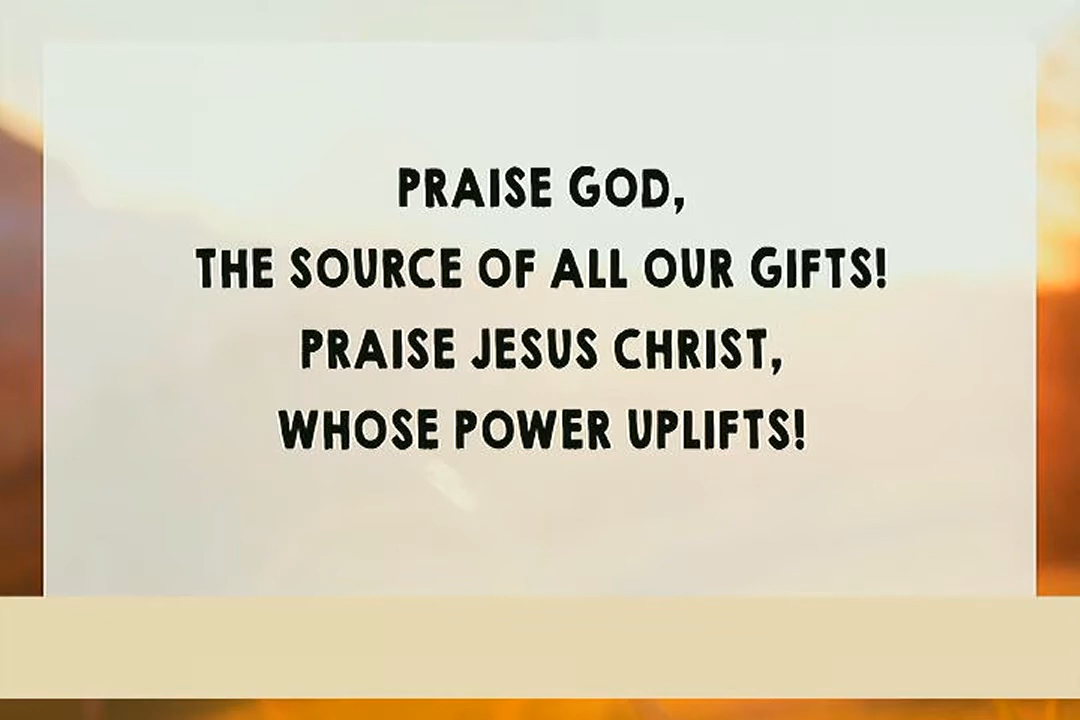 PRAISE GOD,
THE SOURCE OF ALL OUR GIFTS!
PRAISE JESUS CHRIST,
WHOSE POWER UPLIFTS!